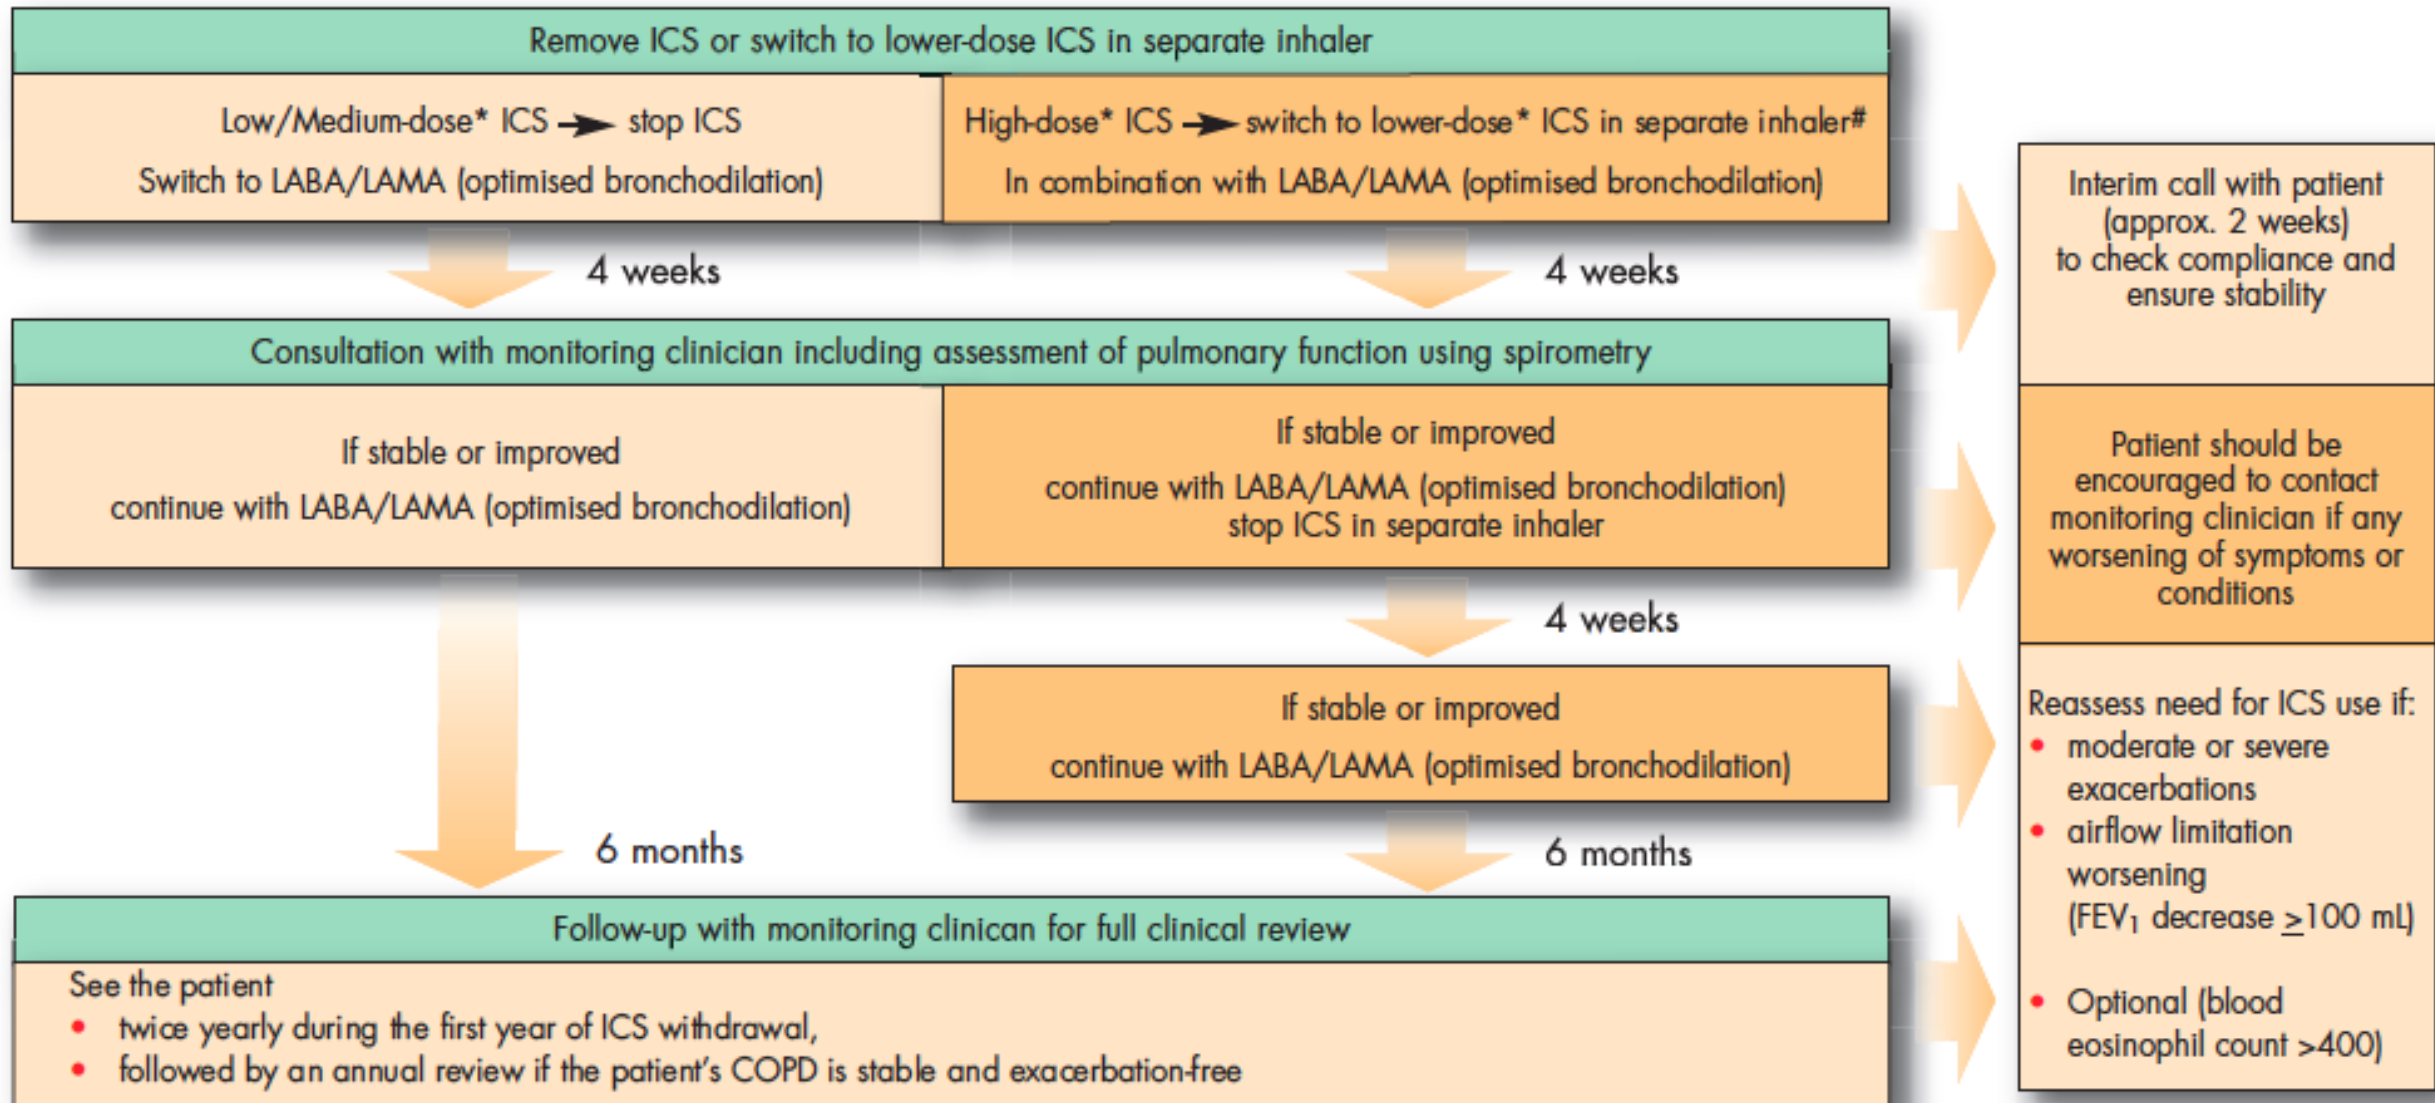 Remove ICS or switch to lower-dose ICS in separate inhaler
Low/Medium-dose* ICS → stop ICS
Switch to LABA/LAMA (optimised bronchodilation)
High-dose* ICS → switch to lower-dose* ICS in separate inhaler#
In combination with LABA/LAMA (optimised bronchodilation)
4 weeks
4 weeks
Consultation with monitoring clinician including assessment of pulmonary function using spirometry
If stable or improved
continue with LABA/LAMA (optimised bronchodilation)
If stable or improved
continue with LABA/LAMA (optimised bronchodilation)
stop ICS in separate inhaler
4 weeks
If stable or improved
continue with LABA/LAMA (optimised bronchodilation)
6 months
6 months
Follow-up with monitoring clinican for full clinical review
See the patient
• twice yearly during the first year of ICS withdrawal,
• followed by an annual review if the patient's COPD is stable and exacerbation-free
Interim call with patient
(approx. 2 weeks)
to check compliance and
ensure stability
Patient should be
encouraged to contact
monitoring clinician if any
worsening of symptoms or
conditions
Reassess need for ICS use if:
• moderate or severe
exacerbations
• airflow limitation
worsening
(FEV₁ decrease ≥100 mL)
• Optional (blood
eosinophil count >400)